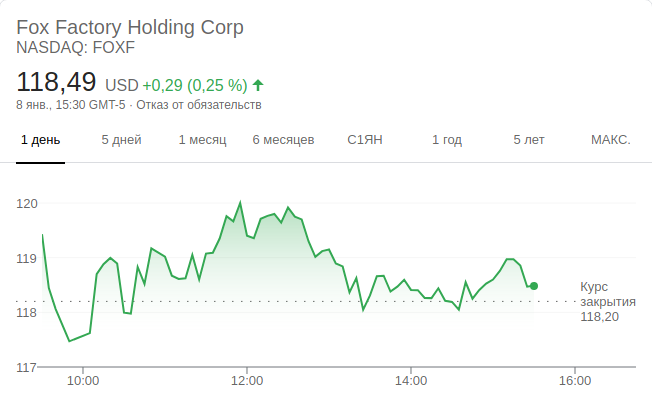 Fox Factory Holding Corp
NASDAQ: FOXF
118,49 USD +0,29 (0,25 %) ↑
8 янв., 15:30 GMT-5 · Отказ от обязательств
1 день 5 дней 1 месяц 6 месяцев С1ЯН 1 год 5 лет МАКС.
120
119
118
117
Курс
закрытия
118,20
10:00 12:00 14:00 16:00